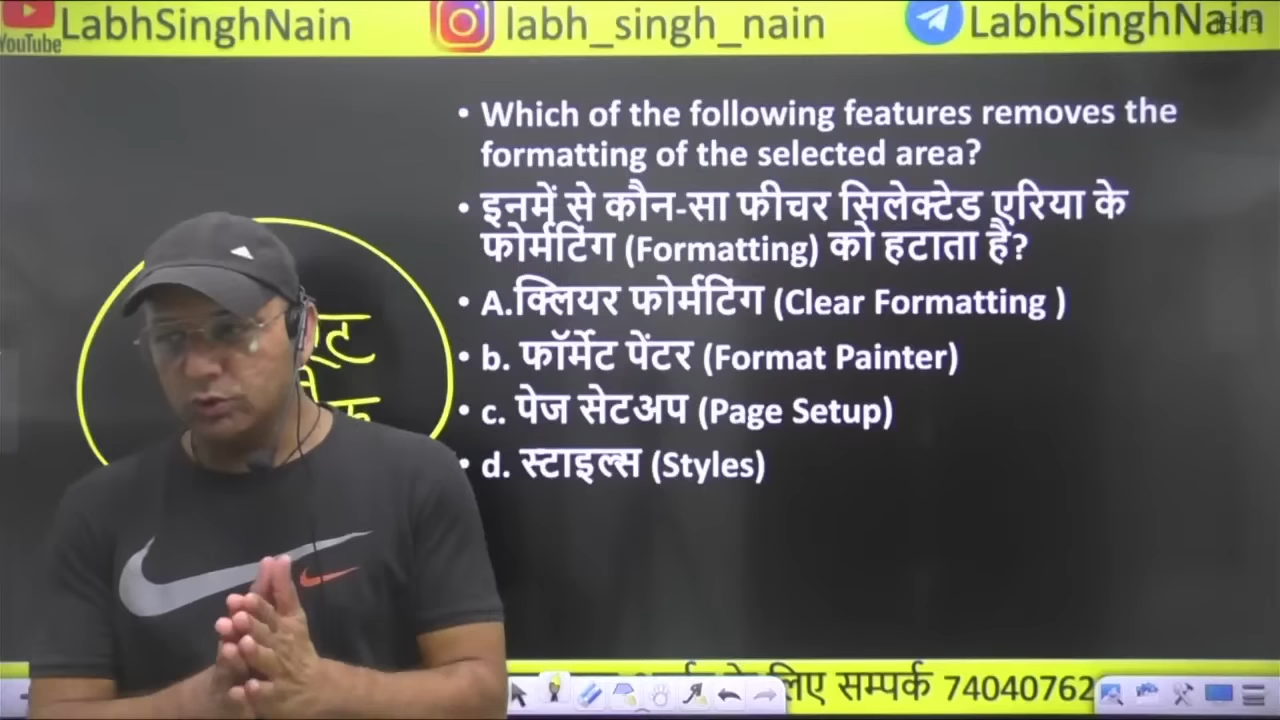 YouTube LabhSinghNain labh_singh_nain LabhSinghNain
• Which of the following features removes the
formatting of the selected area?
• इनमें से कौन-सा फीचर सिलेक्टेड एरिया के
फोर्मटिंग (Formatting) को हटाता है?
• A.क्लियर फोर्मटिंग (Clear Formatting )
• b. फॉर्मेट पेंटर (Format Painter)
• c. पेज सेटअप (Page Setup)
• d. स्टाइल्स (Styles)
लिए सम्पर्क 74040762